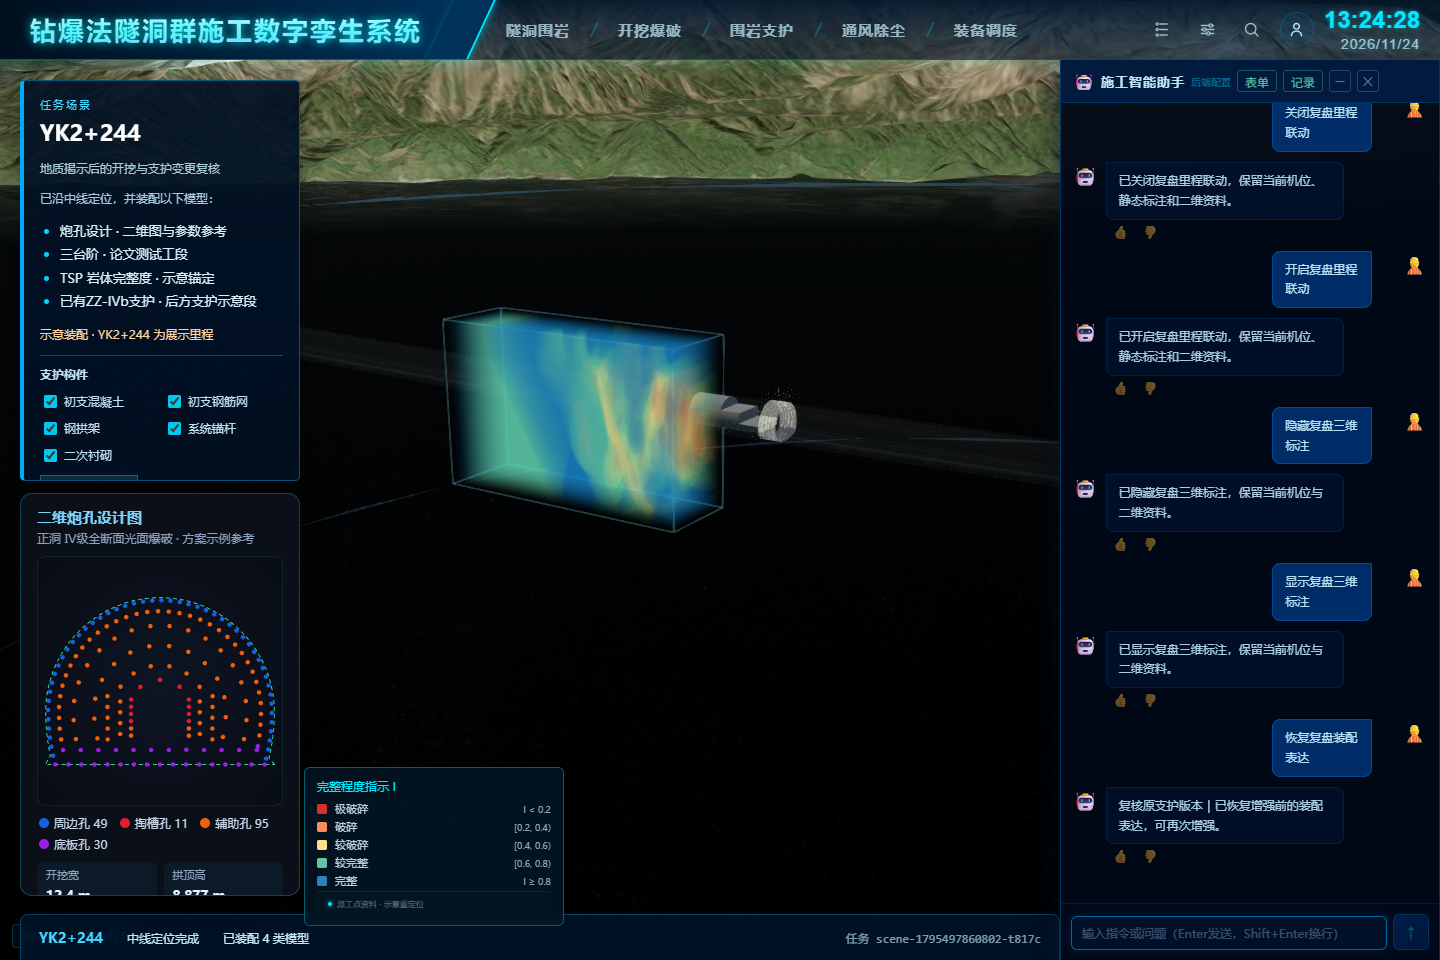 钻爆法隧洞群施工数字孪生系统
隧洞围岩 / 开挖爆破 / 围岩支护 / 通风除尘 / 装备调度
13:24:28
2026/11/24
任务场景
YK2+244
地质揭示后的开挖与支护变更复核
已沿中线定位，并装配以下模型：
炮孔设计 · 二维图与参数参考
三台阶 · 论文测试工段
TSP 岩体完整度 · 示意锚定
已有ZZ-IVb支护 · 后方支护示意段
示意装配 · YK2+244 为展示里程
支护构件
初支混凝土 初支钢筋网
钢拱架 系统锚杆
二次衬砌
二维炮孔设计图
正洞 IV级全断面光面爆破 · 方案示例参考
周边孔 49 掏槽孔 11 辅助孔 95
底板孔 30
开挖宽 拱顶高
12.4 m 8.877 m
完整程度指示 I
极破碎 I < 0.2
破碎 [0.2, 0.4)
较破碎 [0.4, 0.6)
较完整 [0.6, 0.8)
完整 I ≥ 0.8
源工点资料 · 示意重定位
YK2+244 中线定位完成 已装配 4 类模型
任务 scene-1795497860802-t817c
施工智能助手 后端配置 表单 记录
关闭复盘里程
联动
已关闭复盘里程联动，保留当前机位、
静态标注和二维资料。
开启复盘里程
联动
已开启复盘里程联动，保留当前机位、
静态标注和二维资料。
隐藏复盘三维
标注
已隐藏复盘三维标注，保留当前机位与
二维资料。
显示复盘三维
标注
已显示复盘三维标注，保留当前机位与
二维资料。
恢复复盘装配
表达
复核原支护版本 | 已恢复增强前的装配
表达，可再次增强。
输入指令或问题（Enter发送，Shift+Enter换行）